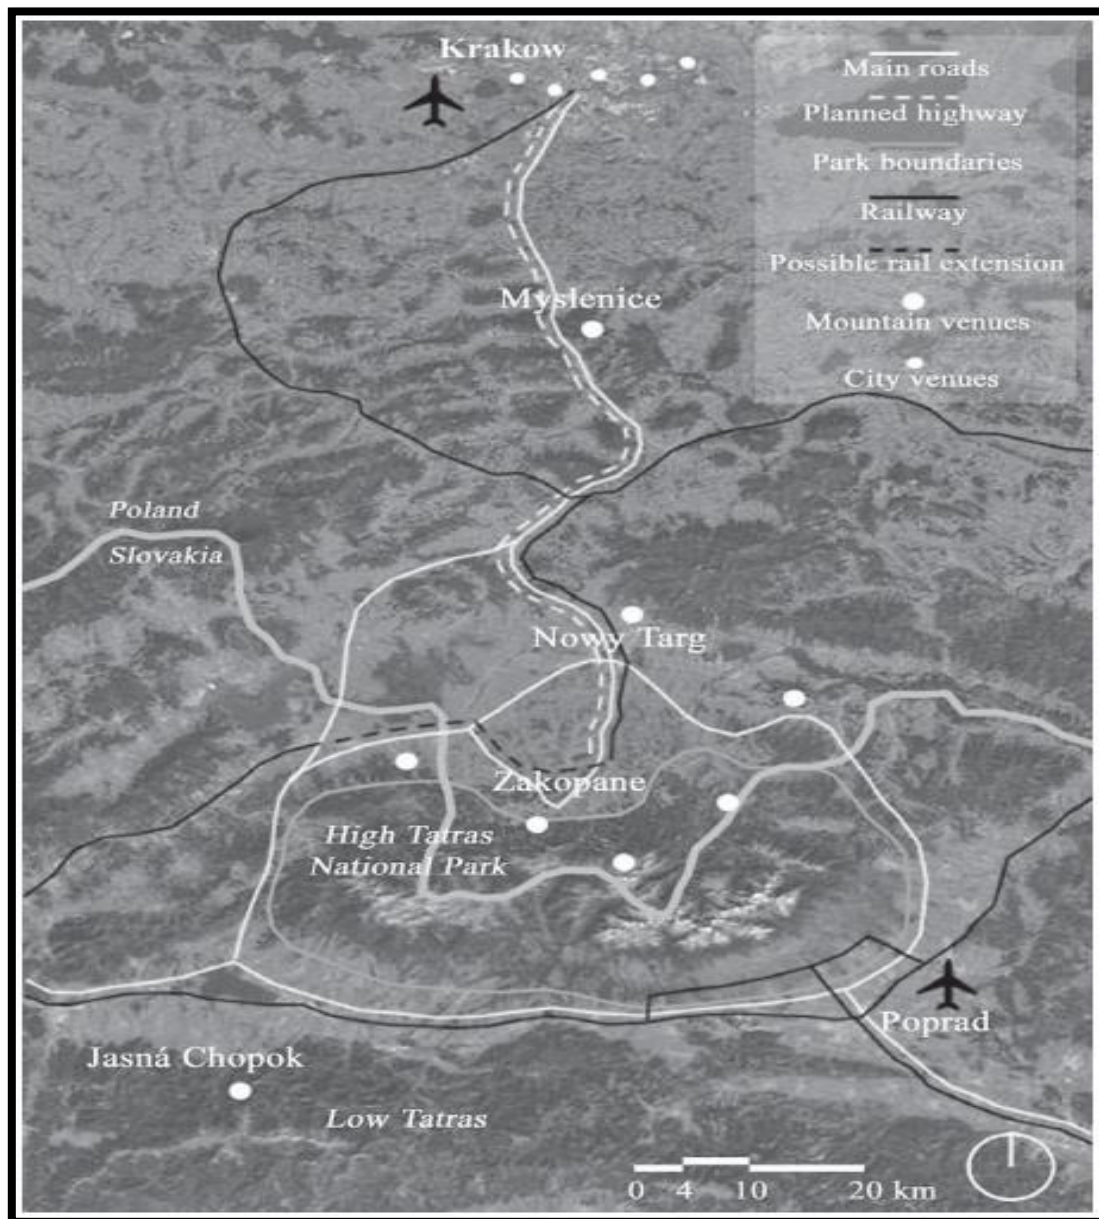 Krakow
Main roads
Planned highway
Park boundaries
Railway
Possible rail extension
Mountain venues
City venues
Myslenice
Poland
Slovakia
Nowy Targ
Zakopane
High Tatras
National Park
Poprad
Jasná Chopok
Low Tatras
0 4 10 20 km